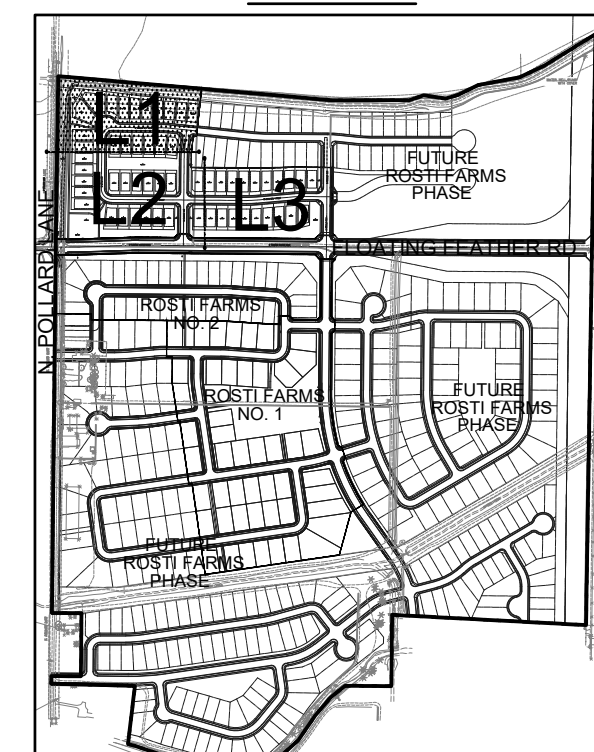 L1
FUTURE
ROSTI FARMS
PHASE
L2
L3
N. POLLARD LANE
FLOATING FEATHER RD
ROSTI FARMS
NO. 2
ROSTI FARMS
NO. 1
FUTURE
ROSTI FARMS
PHASE
FUTURE
ROSTI FARMS
PHASE